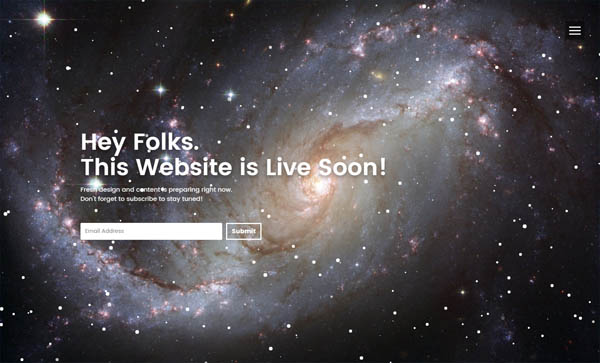 Hey Folks.
This Website is Live Soon!
Fresh design and content is preparing right now.
Don't forget to subscribe to stay tuned!
Email Address
Submit